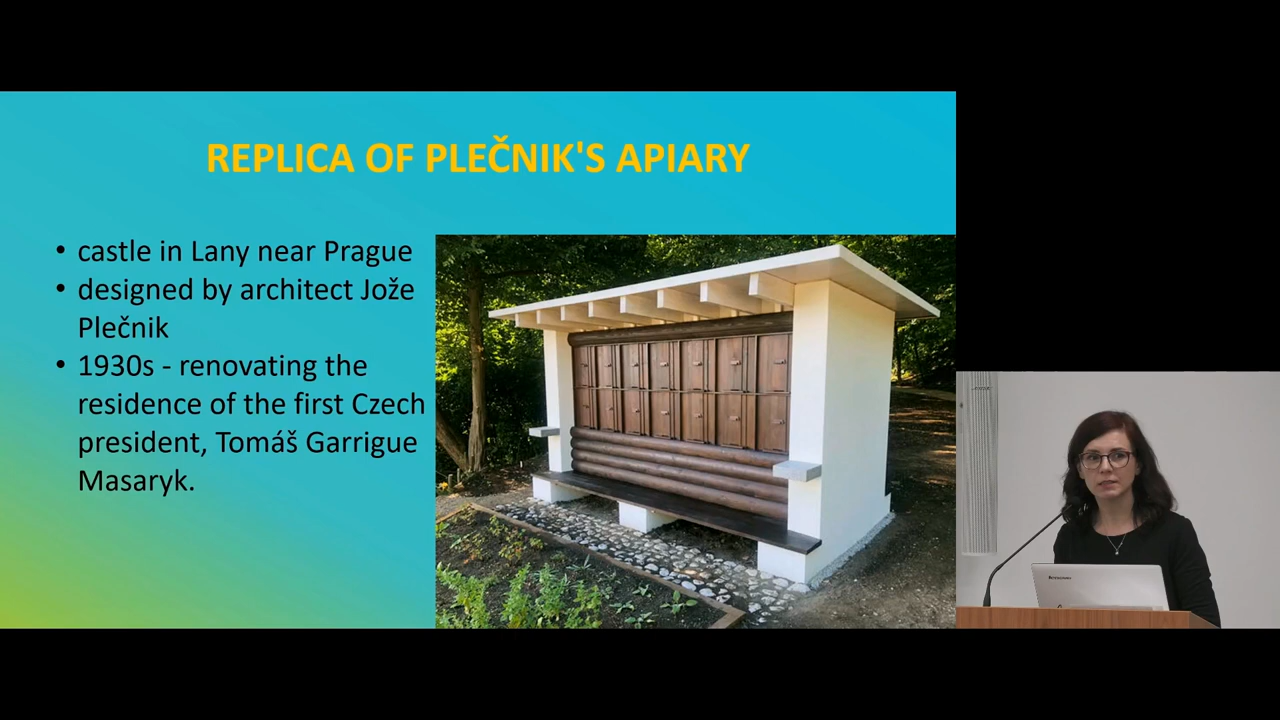 REPLICA OF PLEČNIK'S APIARY
• castle in Lany near Prague
• designed by architect Jože
Plečnik
• 1930s - renovating the
residence of the first Czech
president, Tomáš Garrigue
Masaryk.
lenovo